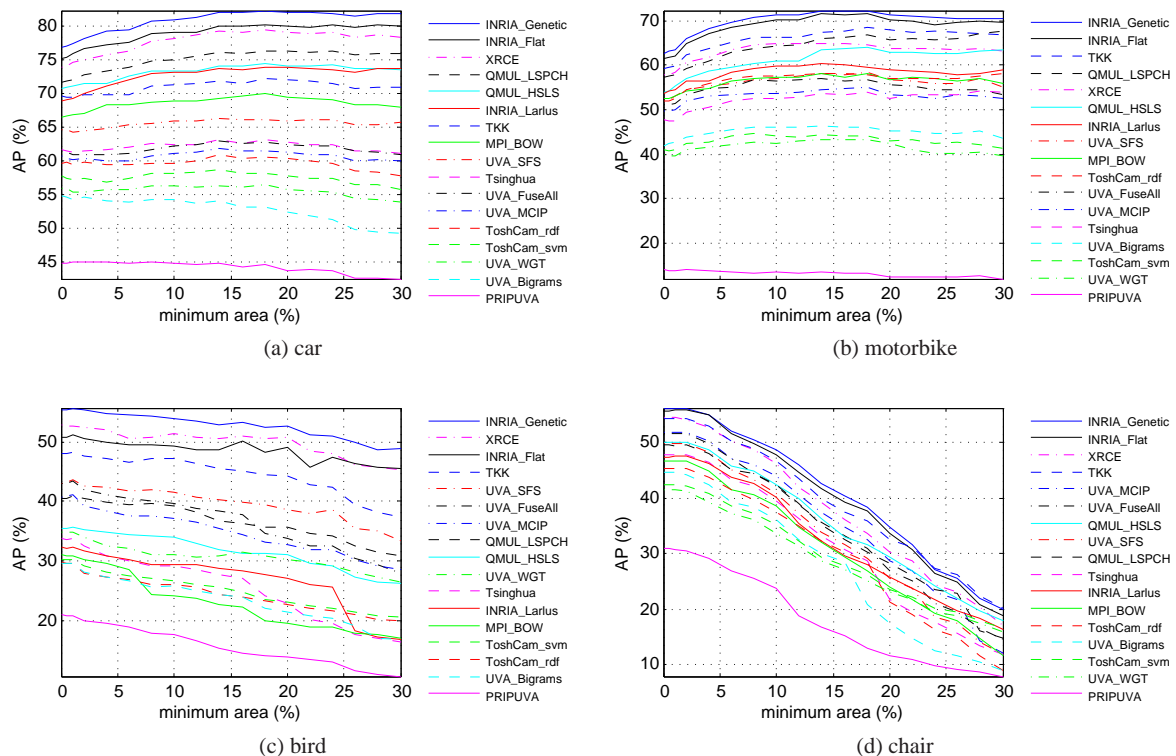 80
75
70
65
60
55
50
45
0 5 10 15 20 25 30
AP (%)
minimum area (%)
INRIA_Genetic
INRIA_Flat
XRCE
QMUL_LSPCH
QMUL_HSLS
INRIA_Larlus
TKK
MPI_BOW
UVA_SFS
Tsinghua
UVA_FuseAll
UVA_MCIP
ToshCam_rdf
ToshCam_svm
UVA_WGT
UVA_Bigrams
PRIPUVA
(a) car
70
60
50
40
30
20
0 5 10 15 20 25 30
AP (%)
minimum area (%)
INRIA_Genetic
INRIA_Flat
TKK
QMUL_LSPCH
XRCE
QMUL_HSLS
INRIA_Larlus
UVA_SFS
MPI_BOW
ToshCam_rdf
UVA_FuseAll
UVA_MCIP
Tsinghua
UVA_Bigrams
ToshCam_svm
UVA_WGT
PRIPUVA
(b) motorbike
50
40
30
20
0 5 10 15 20 25 30
AP (%)
minimum area (%)
INRIA_Genetic
XRCE
INRIA_Flat
TKK
UVA_SFS
UVA_FuseAll
UVA_MCIP
QMUL_LSPCH
QMUL_HSLS
UVA_WGT
Tsinghua
INRIA_Larlus
MPI_BOW
ToshCam_svm
ToshCam_rdf
UVA_Bigrams
PRIPUVA
(c) bird
50
40
30
20
10
0 5 10 15 20 25 30
AP (%)
minimum area (%)
INRIA_Genetic
INRIA_Flat
XRCE
TKK
UVA_MCIP
UVA_FuseAll
QMUL_HSLS
UVA_SFS
QMUL_LSPCH
Tsinghua
INRIA_Larlus
MPI_BOW
ToshCam_rdf
UVA_Bigrams
ToshCam_svm
UVA_WGT
PRIPUVA
(d) chair